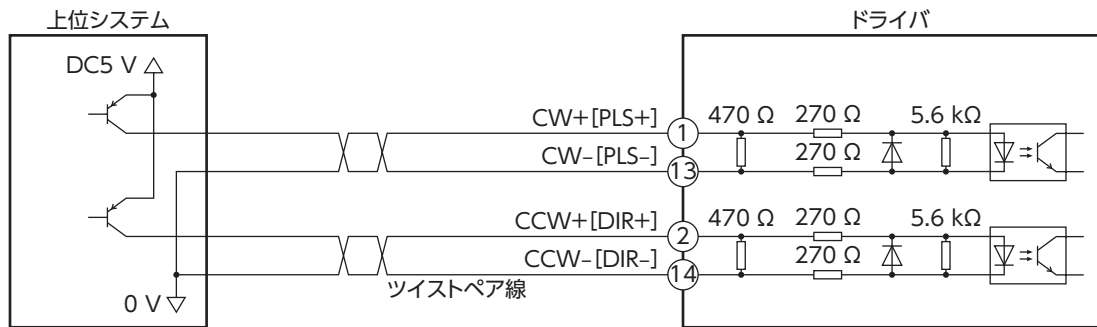 上位システム
ドライバ
DC5 V
CW+[PLS+]
1
470 Ω
270 Ω
5.6 kΩ
CW-[PLS-]
13
270 Ω
CCW+[DIR+]
2
470 Ω
270 Ω
5.6 kΩ
CCW-[DIR-]
14
270 Ω
ツイストペア線
0 V